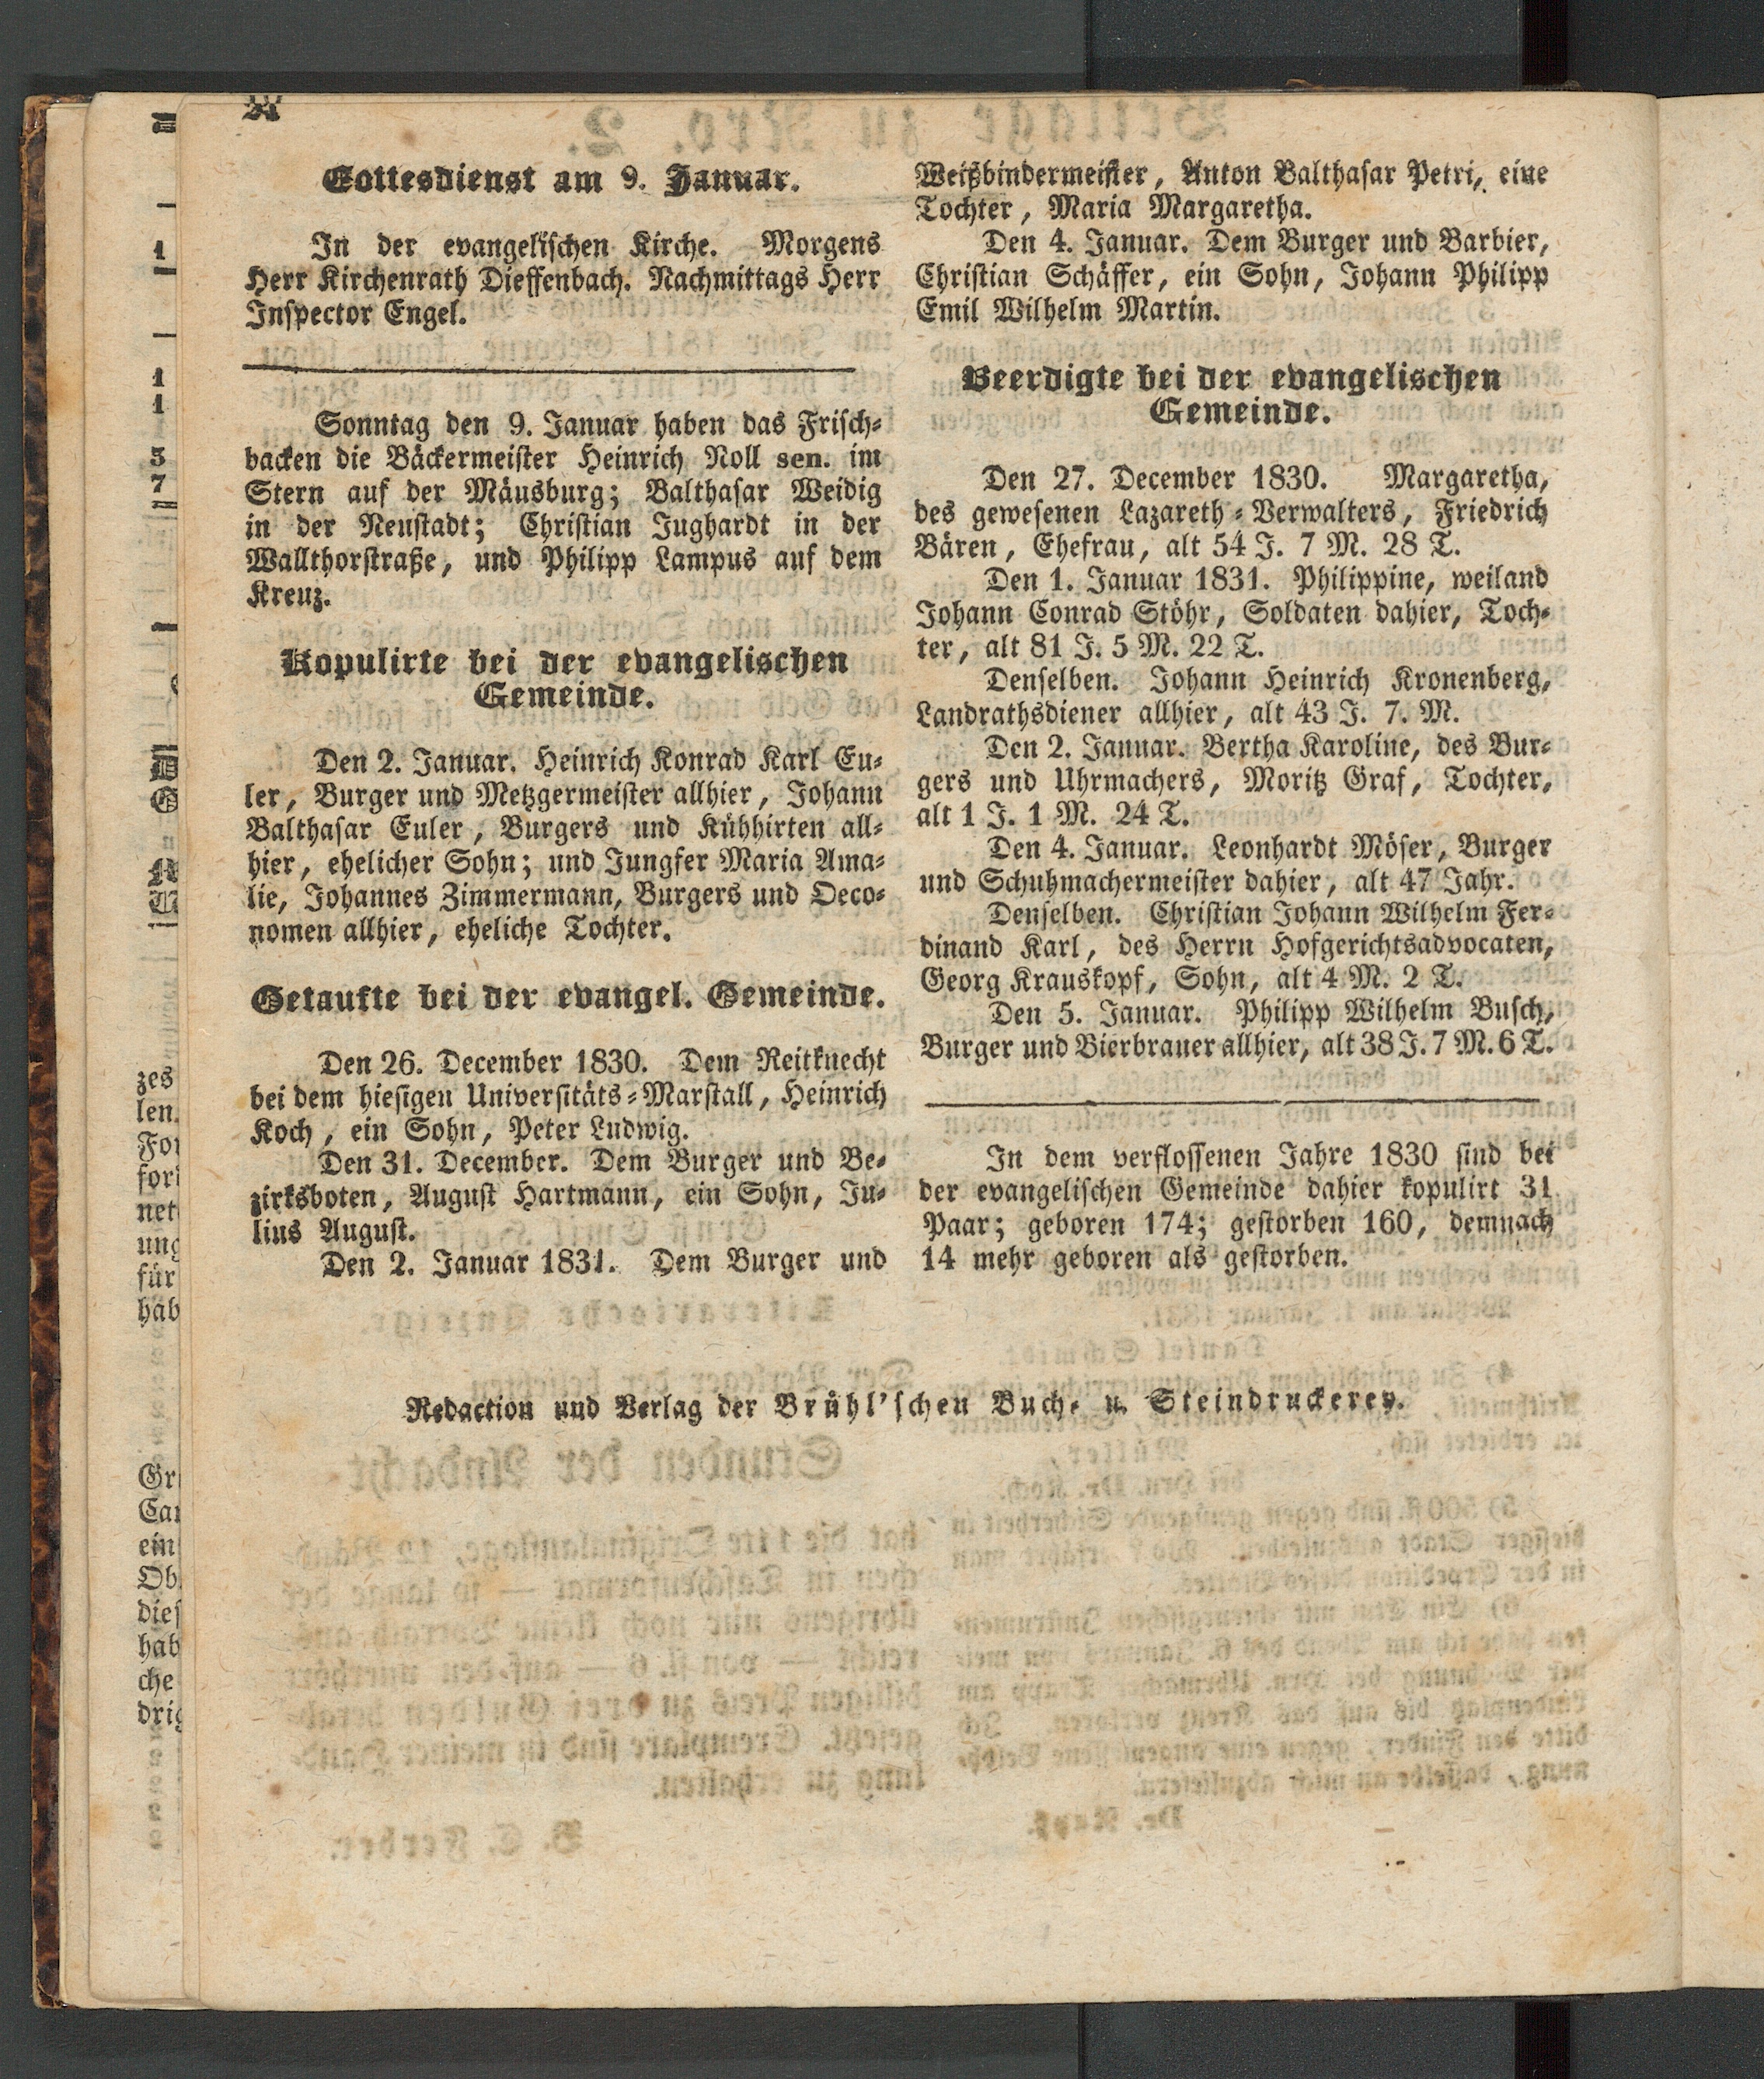 Gottesdienst am 9. Januar.
In der evangelischen Kirche. Morgens
Herr Kirchenrath Dieffenbach. Nachmittags Herr
Inspector Engel.
Sonntag den 9. Januar haben das Frisch-
backen die Bäckermeister Heinrich Noll sen. im
Stern auf der Mäusburg; Balthasar Weidig
in der Neustadt; Christian Jughardt in der
Wallthorstraße, und Philipp Lampus auf dem
Kreuz.
Kopulirte bei der evangelischen
Gemeinde.
Den 2. Januar. Heinrich Konrad Karl Eu-
ler, Burger und Metzgermeister allhier, Johann
Balthasar Euler, Burgers und Kühhirten all-
hier, ehelicher Sohn; und Jungfer Maria Ama-
lie, Johannes Zimmermann, Burgers und Oeco-
nomen allhier, eheliche Tochter.
Getaufte bei der evangel. Gemeinde.
Den 26. December 1830. Dem Reitknecht
bei dem hiesigen Universitäts-Marstall, Heinrich
Koch, ein Sohn, Peter Ludwig.
Den 31. December. Dem Burger und Be-
zirksboten, August Hartmann, ein Sohn, Ju-
lius August.
Den 2. Januar 1831. Dem Burger und
Weißbindermeister, Anton Balthasar Petri, eine
Tochter, Maria Margaretha.
Den 4. Januar. Dem Burger und Barbier,
Christian Schäffer, ein Sohn, Johann Philipp
Emil Wilhelm Martin.
Beerdigte bei der evangelischen
Gemeinde.
Den 27. December 1830. Margaretha,
des gewesenen Lazareth-Verwalters, Friedrich
Bären, Ehefrau, alt 54 J. 7 M. 28 T.
Den 1. Januar 1831. Philippine, weiland
Johann Conrad Stöhr, Soldaten dahier, Toch-
ter, alt 81 J. 5 M. 22 T.
Denselben. Johann Heinrich Kronenberg,
Landrathsdiener allhier, alt 43 J. 7. M.
Den 2. Januar. Bertha Karoline, des Bur-
gers und Uhrmachers, Moritz Graf, Tochter,
alt 1 J. 1 M. 24 T.
Den 4. Januar. Leonhardt Möser, Burger
und Schuhmachermeister dahier, alt 47 Jahr.
Denselben. Christian Johann Wilhelm Fer-
dinand Karl, des Herrn Hofgerichtsadvocaten,
Georg Krauskopf, Sohn, alt 4 M. 2 T.
Den 5. Januar. Philipp Wilhelm Busch,
Burger und Bierbrauer allhier, alt 38 J. 7 M. 6 T.
In dem verflossenen Jahre 1830 sind bei
der evangelischen Gemeinde dahier kopulirt 31
Paar; geboren 174; gestorben 160, demnach
14 mehr geboren als gestorben.
Redaction und Verlag der Brühl'schen Buch- u. Steindruckerey.